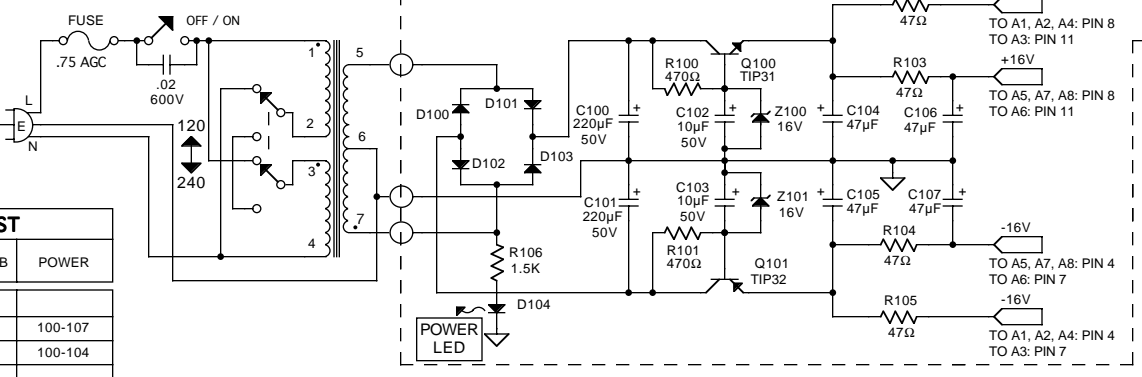 FUSE
.75 AGC
OFF / ON
.02
600V
L
E
N
120
240
1
2
3
4
5
6
7
D100
D101
D102
D103
R106
1.5K
D104
POWER
LED
C100
220µF
50V
C101
220µF
50V
R100
470Ω
C102
10µF
50V
C103
10µF
50V
R101
470Ω
Q100
TIP31
Z100
16V
Z101
16V
Q101
TIP32
+
+
+
+
+
+
+
+
C104
47µF
C106
47µF
C105
47µF
C107
47µF
47Ω
TO A1, A2, A4: PIN 8
TO A3: PIN 11
R103
47Ω
+16V
TO A5, A7, A8: PIN 8
TO A6: PIN 11
R104
47Ω
-16V
TO A5, A7, A8: PIN 4
TO A6: PIN 7
R105
47Ω
-16V
TO A1, A2, A4: PIN 4
TO A3: PIN 7
ST
B
POWER
100-107
100-104